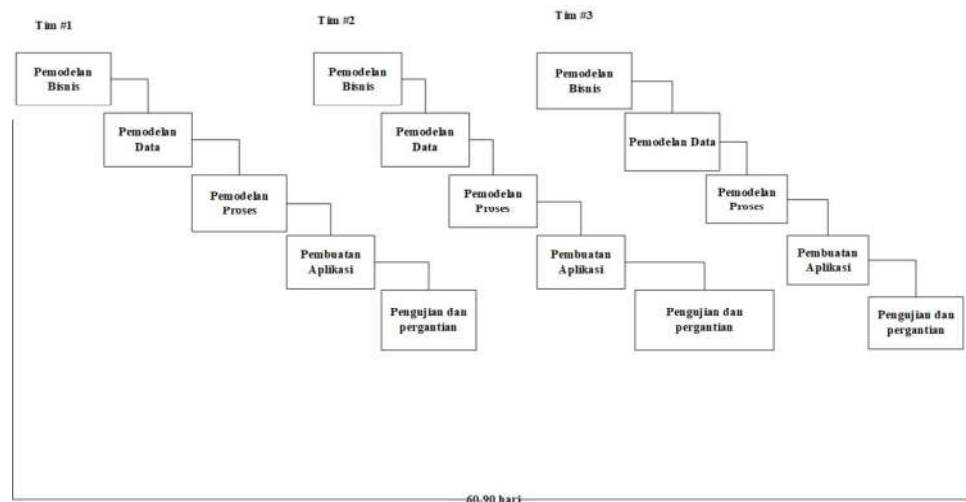 Tim #1
Tim #2
Tim #3
Pemodelan
Bisnis
Pemodelan
Data
Pemodelan
Proses
Pembuatan
Aplikasi
Pengujian dan
pergantian
Pemodelan
Bisnis
Pemodelan
Data
Pemodelan
Proses
Pembuatan
Aplikasi
Pengujian dan
pergantian
Pemodelan
Bisnis
Pemodelan Data
Pemodelan
Proses
Pembuatan
Aplikasi
Pengujian dan
pergantian
60-90 hari